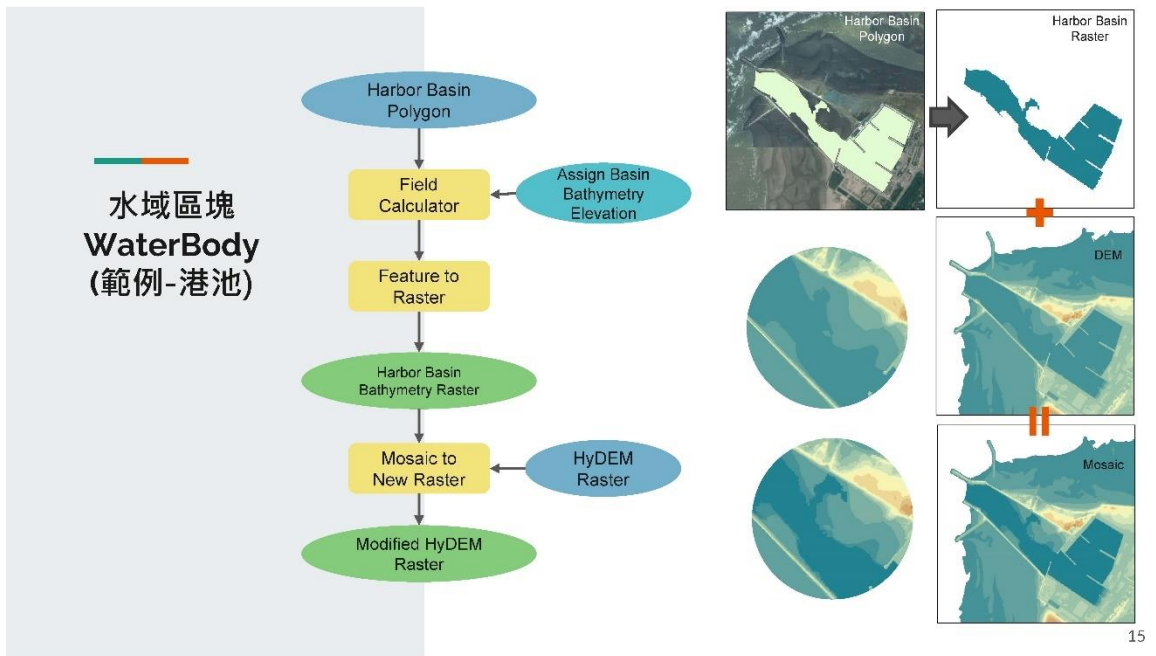 水域區塊
WaterBody
(範例-港池)
Harbor Basin
Polygon
Field
Calculator
Assign Basin
Bathymetry
Elevation
Feature to
Raster
Harbor Basin
Bathymetry Raster
Mosaic to
New Raster
HyDEM
Raster
Modified HyDEM
Raster
Harbor Basin
Polygon
Harbor Basin
Raster
DEM
Mosaic
15